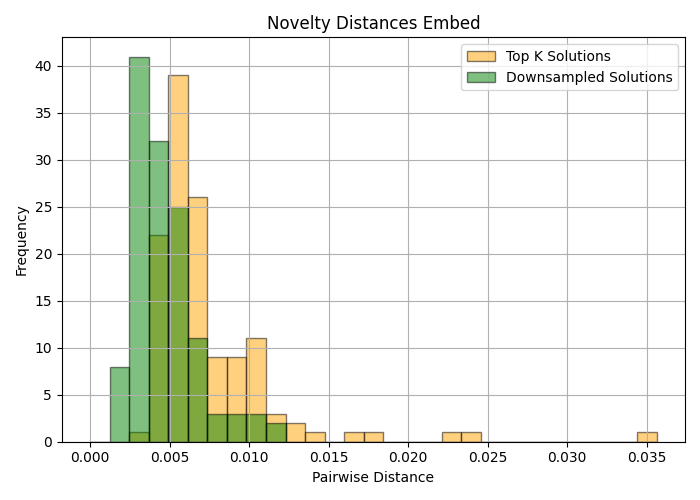 Novelty Distances Embed
Top K Solutions
Downsampled Solutions
Frequency
40
35
30
25
20
15
10
5
0
0.000 0.005 0.010 0.015 0.020 0.025 0.030 0.035
Pairwise Distance